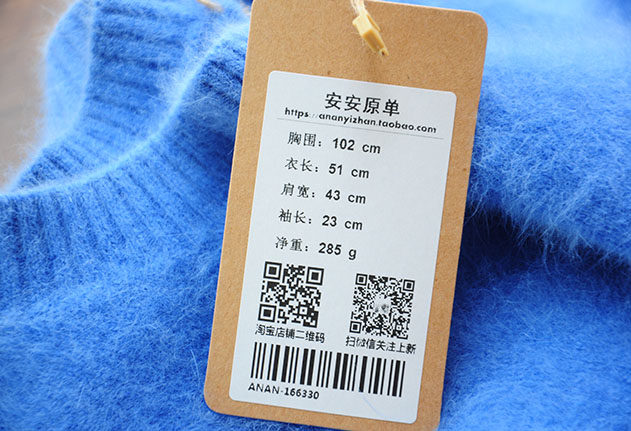 安安原单
https://ananyizhan.taobao.com
胸围：102 cm
衣长：51 cm
肩宽：43 cm
袖长：23 cm
净重：285 g
淘宝店铺二维码
扫微信关注上新
ANAN-166330